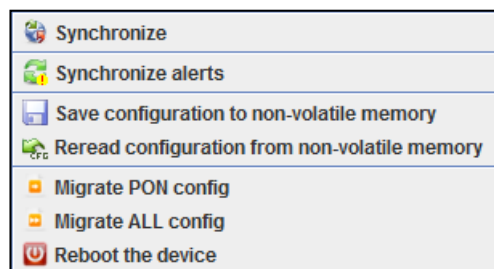 Synchronize
Synchronize alerts
Save configuration to non-volatile memory
CFG Reread configuration from non-volatile memory
Migrate PON config
Migrate ALL config
Reboot the device